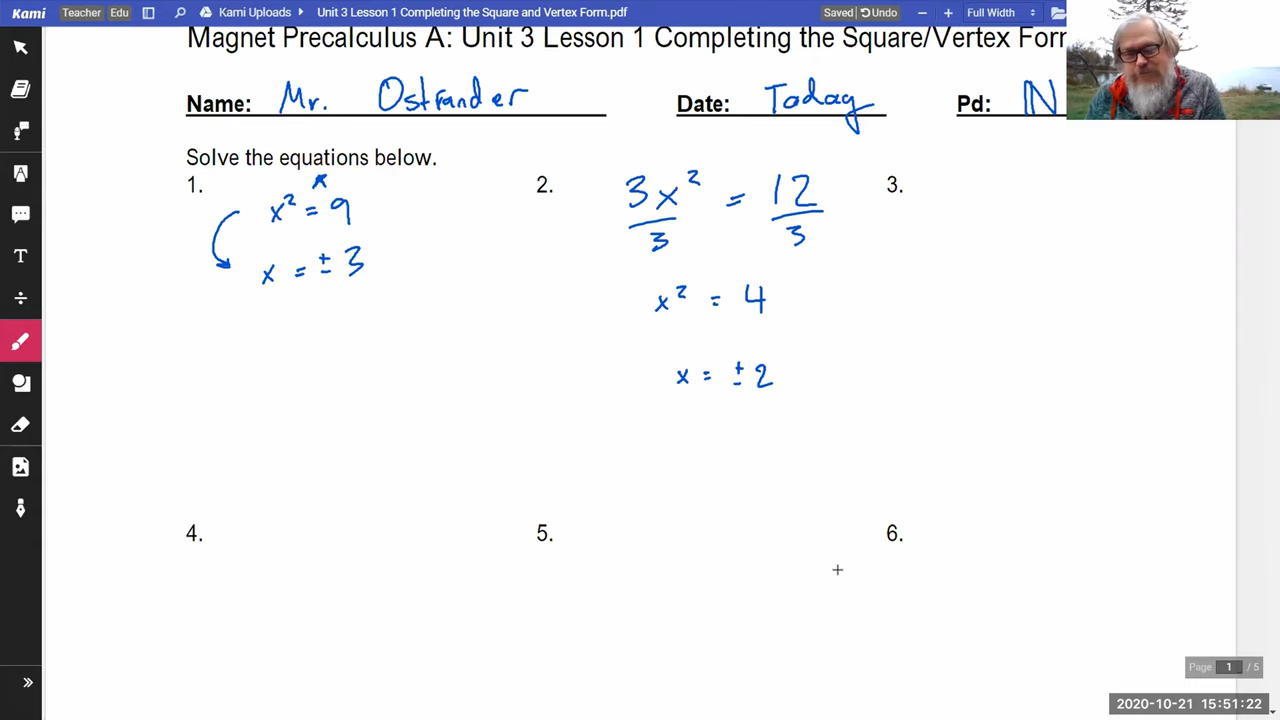 Kami Teacher Edu Kami Uploads > Unit 3 Lesson 1 Completing the Square and Vertex Form.pdf Saved Undo Full Width
Magnet Precalculus A: Unit 3 Lesson 1 Completing the Square/Vertex Form
Name: Mr. Ostrander Date: Today Pd: N
Solve the equations below.
1.
x² = 9
x = ± 3
2.
3x² = 12
3 3
x² = 4
x = ± 2
3.
4. 5. 6.
Page 1 / 5
2020-10-21 15:51:22